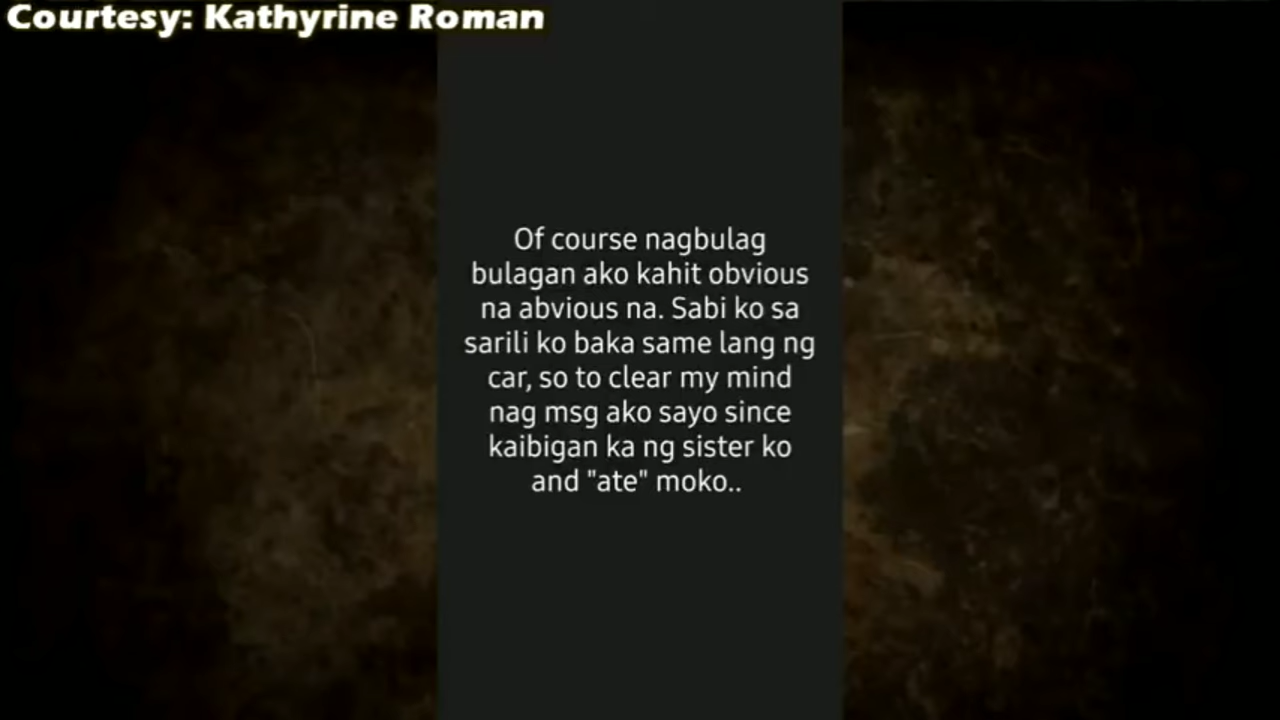 Courtesy: Kathyrine Roman
Of course nagbulag
bulagan ako kahit obvious
na abvious na. Sabi ko sa
sarili ko baka same lang ng
car, so to clear my mind
nag msg ako sayo since
kaibigan ka ng sister ko
and "ate" moko..